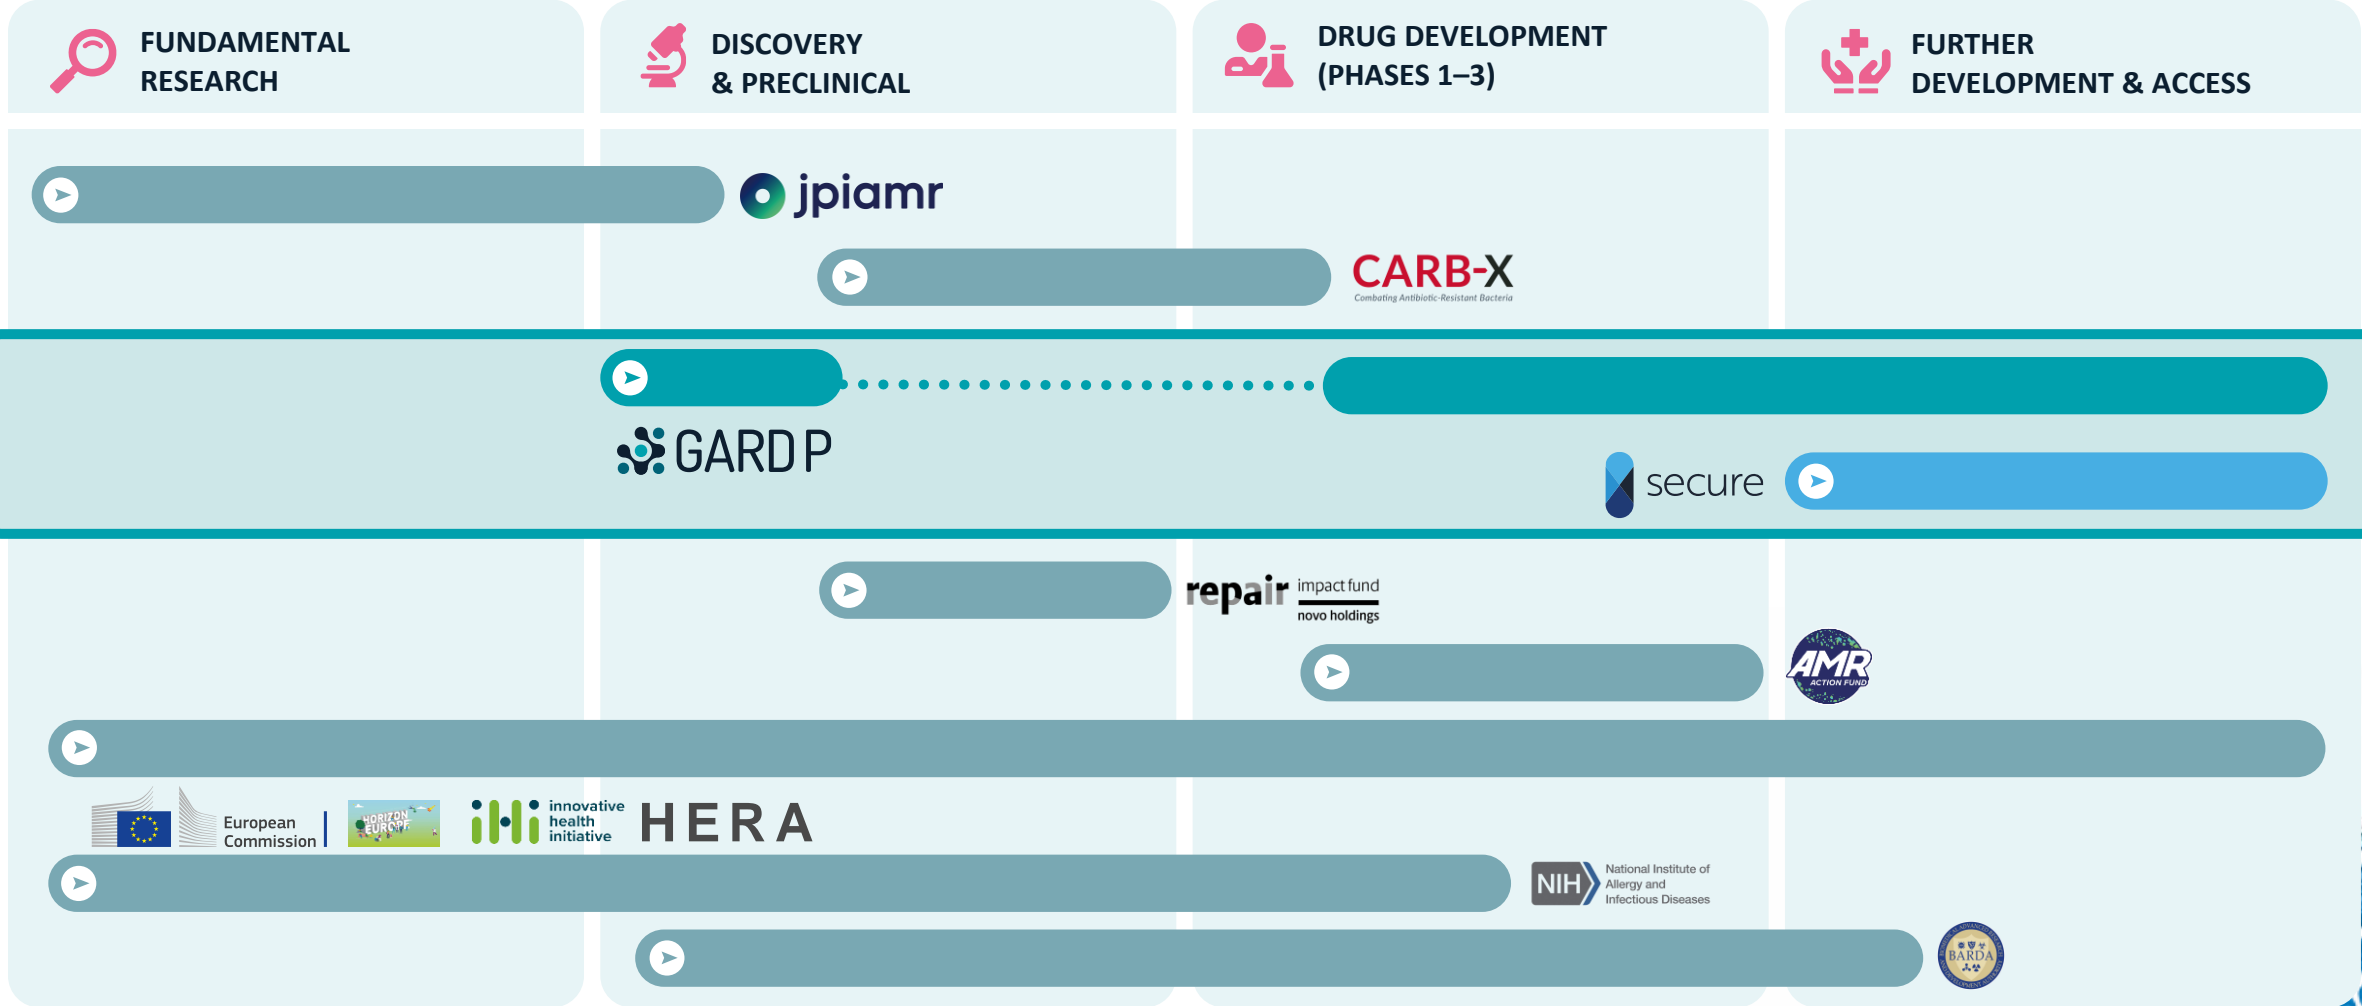 FUNDAMENTAL
RESEARCH
DISCOVERY
& PRECLINICAL
DRUG DEVELOPMENT
(PHASES 1–3)
FURTHER
DEVELOPMENT & ACCESS
jpiamr
CARB-X
Combating Antibiotic-Resistant Bacteria
GARDP
secure
repair
impact fund
novo holdings
AMR
ACTION FUND
European
Commission
HORIZON
EUROPE
iHi
innovative
health
initiative
HERA
NIH
National Institute of
Allergy and
Infectious Diseases
BARDA